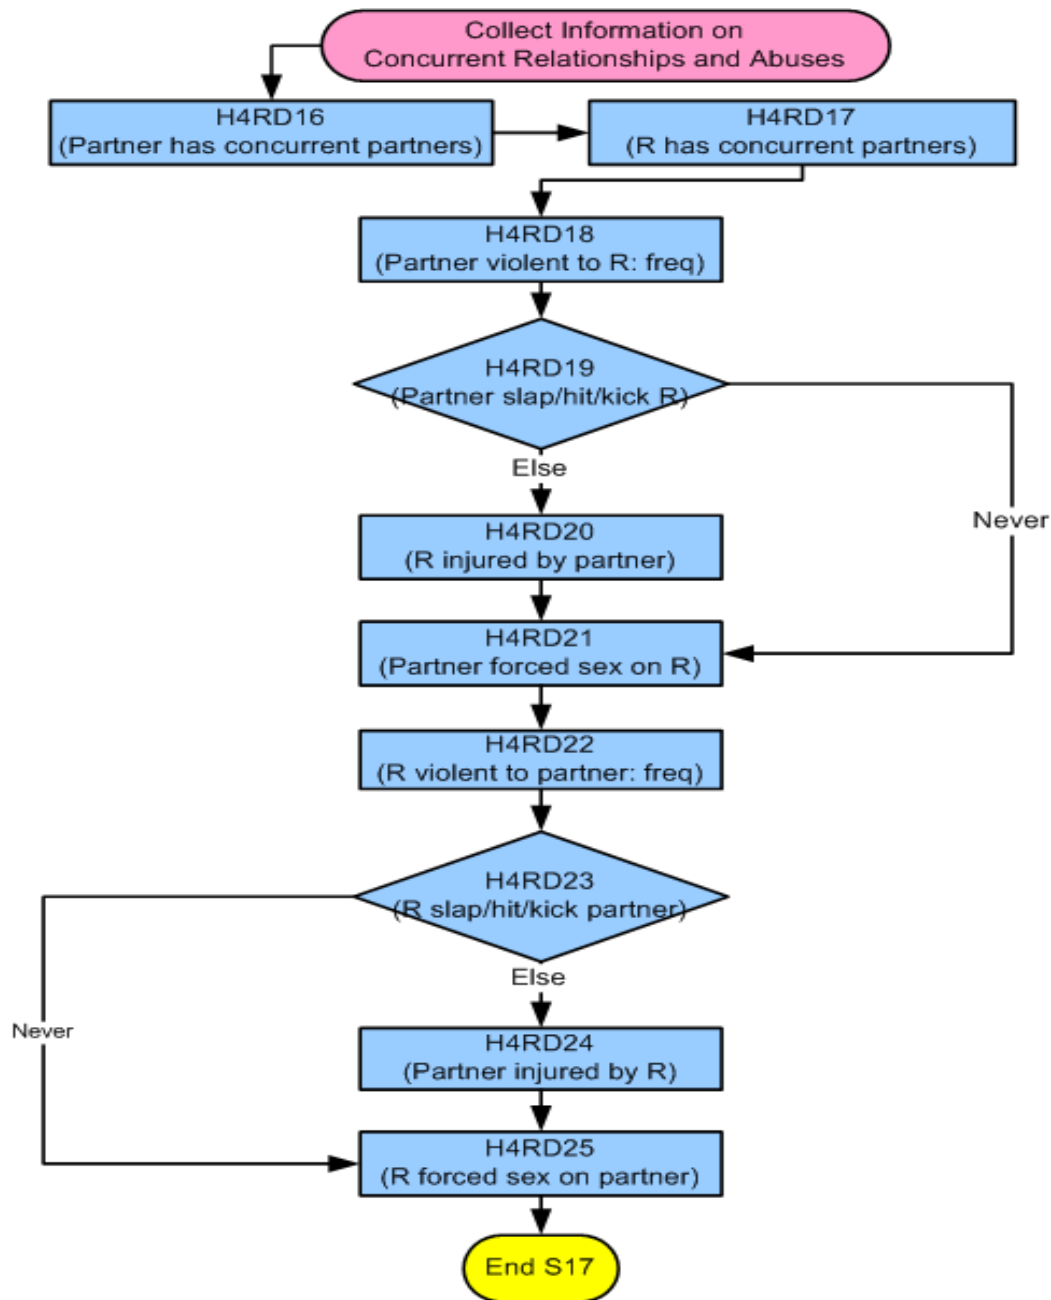 Collect Information on
Concurrent Relationships and Abuses
H4RD16
(Partner has concurrent partners)
H4RD17
(R has concurrent partners)
H4RD18
(Partner violent to R: freq)
H4RD19
(Partner slap/hit/kick R)
Else
Never
H4RD20
(R injured by partner)
H4RD21
(Partner forced sex on R)
H4RD22
(R violent to partner: freq)
H4RD23
(R slap/hit/kick partner)
Else
Never
H4RD24
(Partner injured by R)
H4RD25
(R forced sex on partner)
End S17